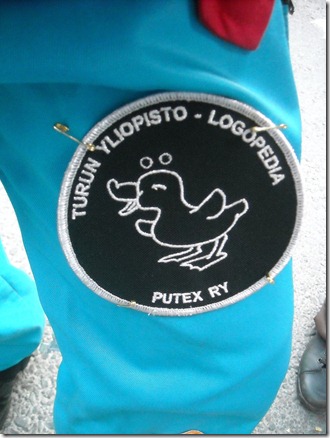 TURUN YLIOPISTO - LOGOPEDIA
PUTEX RY